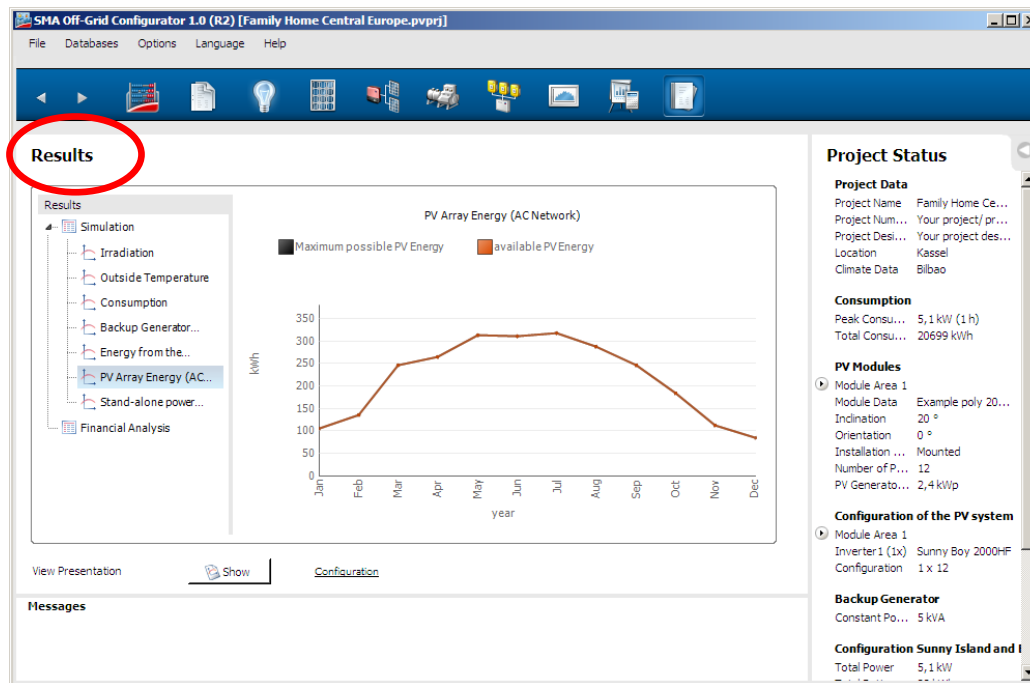 SMA Off-Grid Configurator 1.0 (R2) [Family Home Central Europe.pvprj]
File Databases Options Language Help
Results
Results
Simulation
Irradiation
Outside Temperature
Consumption
Backup Generator...
Energy from the...
PV Array Energy (AC...
Stand-alone power...
Financial Analysis
PV Array Energy (AC Network)
Maximum possible PV Energy available PV Energy
kWh
350
300
250
200
150
100
50
0
Jan Feb Mar Apr May Jun Jul Aug Sep Oct Nov Dec
year
View Presentation Show Configuration
Messages
Project Status
Project Data
Project Name Family Home Ce...
Project Num... Your project/ pr...
Project Desi... Your project des...
Location Kassel
Climate Data Bilbao
Consumption
Peak Consu... 5,1 kW (1 h)
Total Consu... 20699 kWh
PV Modules
Module Area 1
Module Data Example poly 20...
Inclination 20 °
Orientation 0 °
Installation ... Mounted
Number of P... 12
PV Generato... 2,4 kWp
Configuration of the PV system
Module Area 1
Inverter1 (1x) Sunny Boy 2000HF
Configuration 1 x 12
Backup Generator
Constant Po... 5 kVA
Configuration Sunny Island and
Total Power 5,1 kW